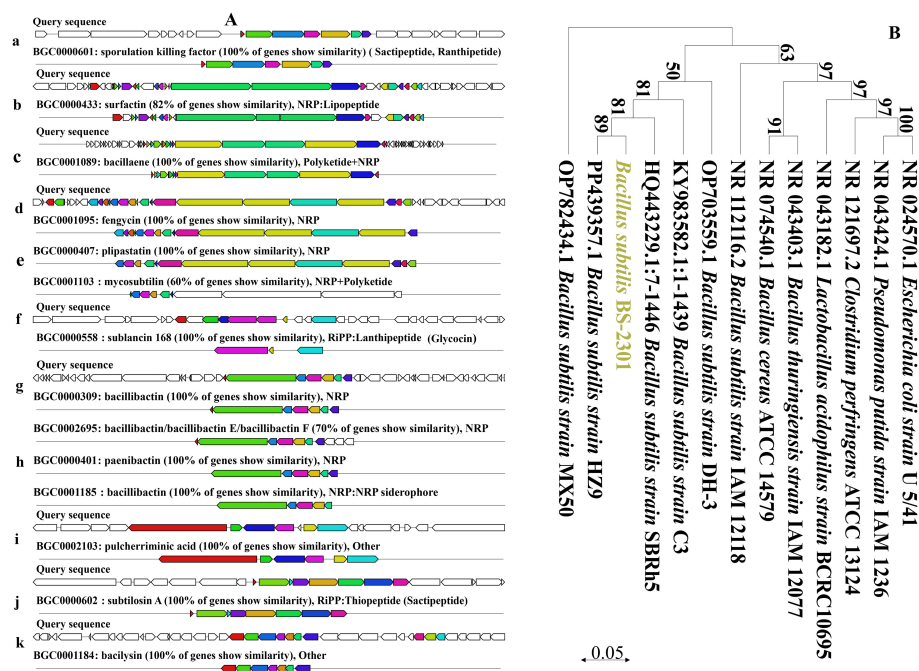 A
Query sequence
a
BGC0000601: sporulation killing factor (100% of genes show similarity) ( Sactipeptide, Ranthipetide)
Query sequence
b
BGC0000433: surfactin (82% of genes show similarity), NRP:Lipopeptide
Query sequence
c
BGC0001089: bacillaene (100% of genes show similarity), Polyketide+NRP
Query sequence
d
BGC0001095: fengycin (100% of genes show similarity), NRP
BGC0000407: plipastatin (100% of genes show similarity), NRP
e
BGC0001103 : mycosubtilin (60% of genes show similarity), NRP+Polyketide
Query sequence
f
BGC0000558 : sublancin 168 (100% of genes show similarity), RiPP:Lanthipeptide (Glycocin)
Query sequence
g
BGC0000309: bacillibactin (100% of genes show similarity), NRP
BGC0002695: bacillibactin/bacillibactin E/bacillibactin F (70% of genes show similarity), NRP
h
BGC0000401: paenibactin (100% of genes show similarity), NRP
BGC0001185: bacillibactin (100% of genes show similarity), NRP:NRP siderophore
Query sequence
i
BGC0002103: pulcherriminic acid (100% of genes show similarity), Other
Query sequence
j
BGC0000602: subtilosin A (100% of genes show similarity), RiPP:Thiopeptide (Sactipeptide)
Query sequence
k
BGC0001184: bacilysin (100% of genes show similarity), Other
B
63
97
50
97
81
97
81
100
89
91
OP782434.1 Bacillus subtilis strain MX50
PP439357.1 Bacillus subtilis strain HZ9
Bacillus subtilis BS-2301
HQ443229.1:7-1446 Bacillus subtilis strain SBRh5
KY983582.1:1-1439 Bacillus subtilis strain C3
OP703559.1 Bacillus subtiils strain DH-3
NR 112116.2 Bacillus subtilis strain IAM 12118
NR 074540.1 Bacillus cereus ATCC 14579
NR 043403.1 Bacillus thuringiensis strain IAM 12077
NR 043182.1 Lactobacillus acidophilus strain BCRC10695
NR 121697.2 Clostridium perfringens ATCC 13124
NR 043424.1 Pseudomonas putida strain IAM 1236
NR 024570.1 Escherichia coli strain U 5/41
0.05